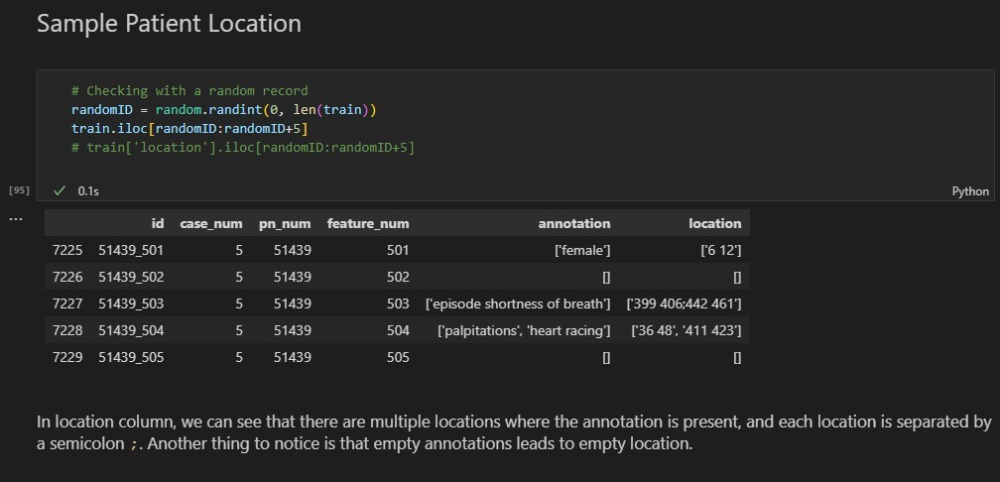 Sample Patient Location
# Checking with a random record
randomID = random.randint(0, len(train))
train.iloc[randomID:randomID+5]
# train['location'].iloc[randomID:randomID+5]
[95] ✓ 0.1s Python
...
id case_num pn_num feature_num annotation location
7225 51439_501 5 51439 501 ['female'] ['6 12']
7226 51439_502 5 51439 502 [] []
7227 51439_503 5 51439 503 ['episode shortness of breath'] ['399 406;442 461']
7228 51439_504 5 51439 504 ['palpitations', 'heart racing'] ['36 48', '411 423']
7229 51439_505 5 51439 505 [] []
In location column, we can see that there are multiple locations where the annotation is present, and each location is separated by
a semicolon ;. Another thing to notice is that empty annotations leads to empty location.